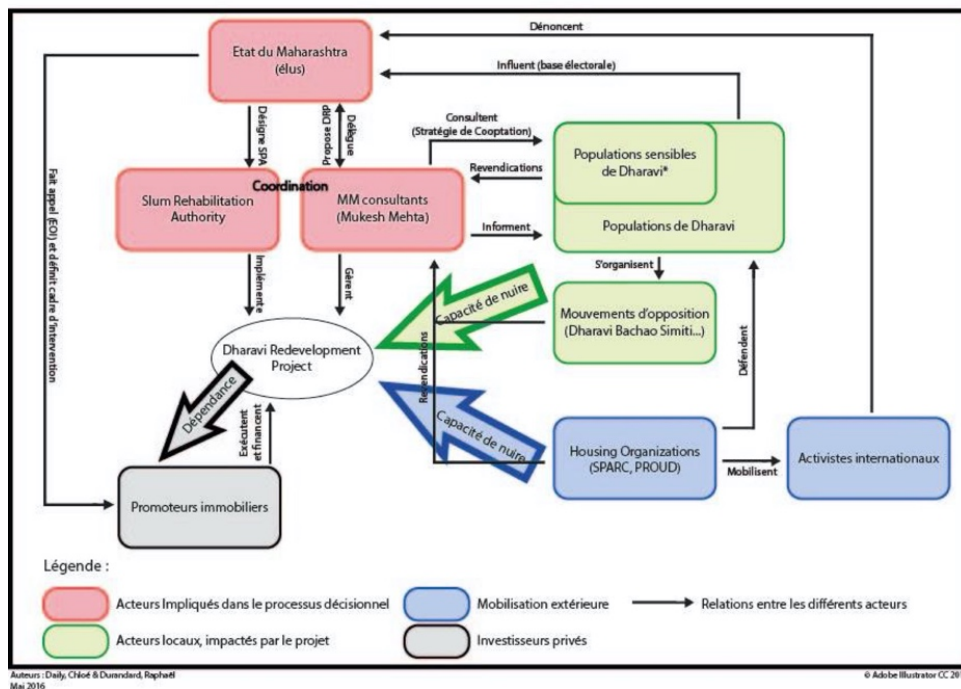 Dénoncent
Etat du Maharashtra
(élus)
Influent (base électorale)
Désigne SPA
Propose DRP
Délègue
Consultent
(Stratégie de Cooptation)
Populations sensibles
de Dharavi*
Revendications
Coordination
Slum Rehabilitation
Authority
MM consultants
(Mukesh Mehta)
Informent
Populations de Dharavi
Fait appel (EOI) et définit cadre d'intervention
Implémente
Gèrent
S'organisent
Capacité de nuire
Mouvements d'opposition
(Dharavi Bachao Simiti...)
Dharavi Redevelopment
Project
Revendications
Défendent
Dépendance
Exécutent
et financent
Capacité de nuire
Housing Organizations
(SPARC, PROUD)
Mobilisent
Activistes internationaux
Promoteurs immobiliers
Légende :
Acteurs Impliqués dans le processus décisionnel
Mobilisation extérieure
Relations entre les différents acteurs
Acteurs locaux, impactés par le projet
Investisseurs privés
Auteurs : Daily, Chloé & Durandard, Raphaël
Mai 2016
© Adobe Illustrator CC